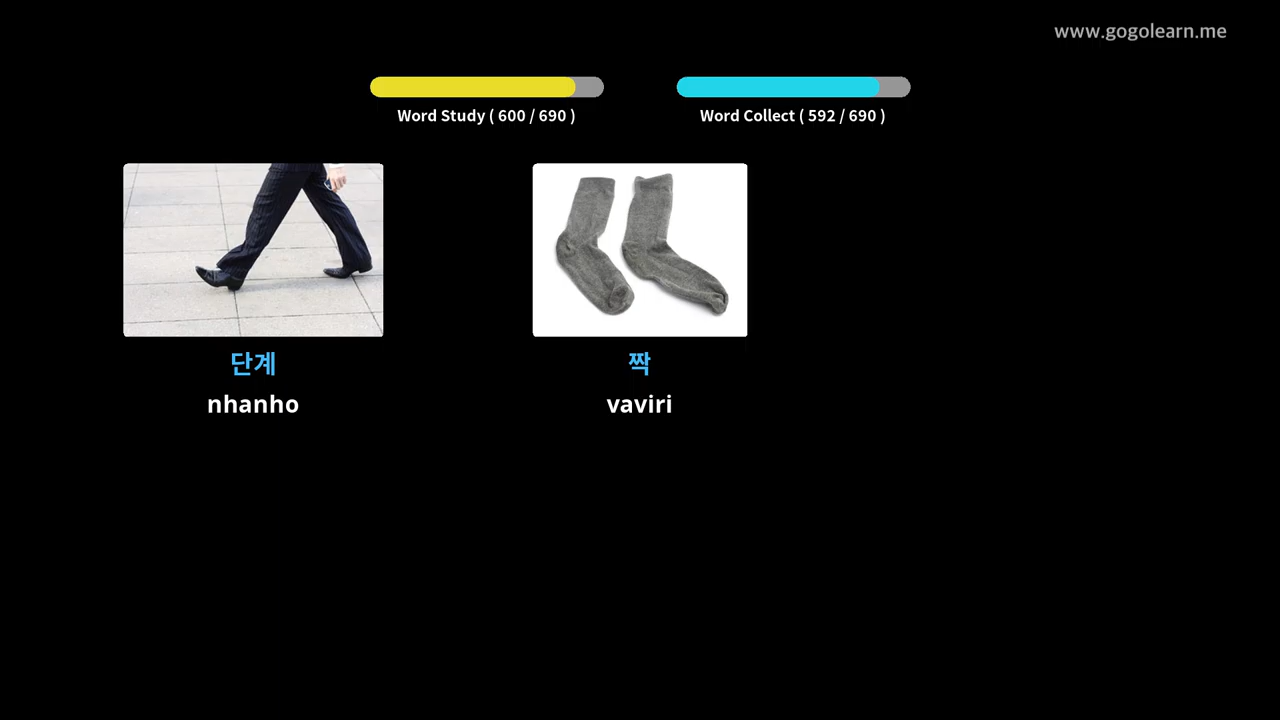 www.gogolearn.me
Word Study ( 600 / 690 )
Word Collect ( 592 / 690 )
단계
nhanho
짝
vaviri